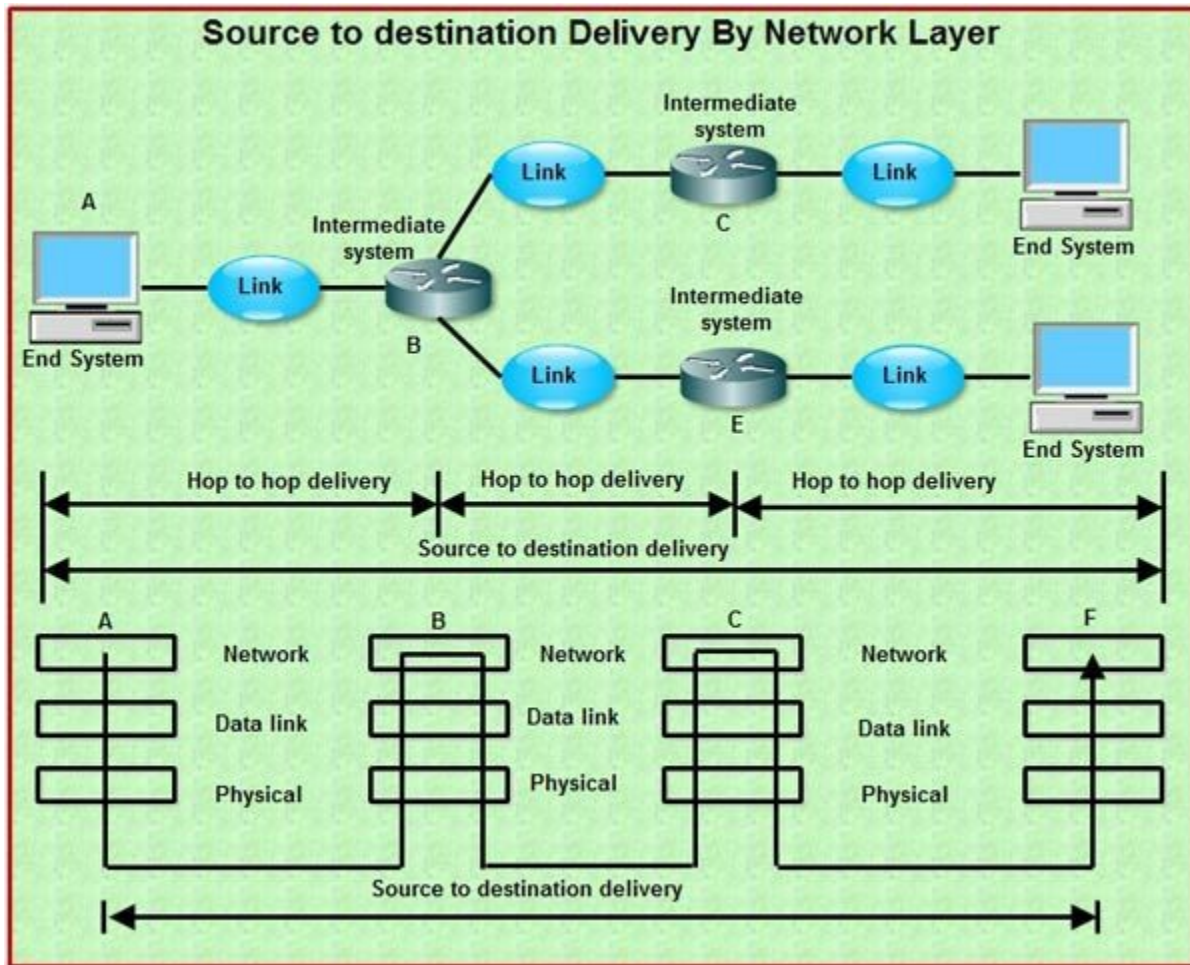 Source to destination Delivery By Network Layer
Intermediate
system
Link
C
Link
End System
A
Intermediate
system
Link
B
End System
Intermediate
system
Link
E
Link
End System
Hop to hop delivery
Hop to hop delivery
Hop to hop delivery
Source to destination delivery
A
B
C
F
Network
Network
Network
Data link
Data link
Data link
Physical
Physical
Physical
Source to destination delivery